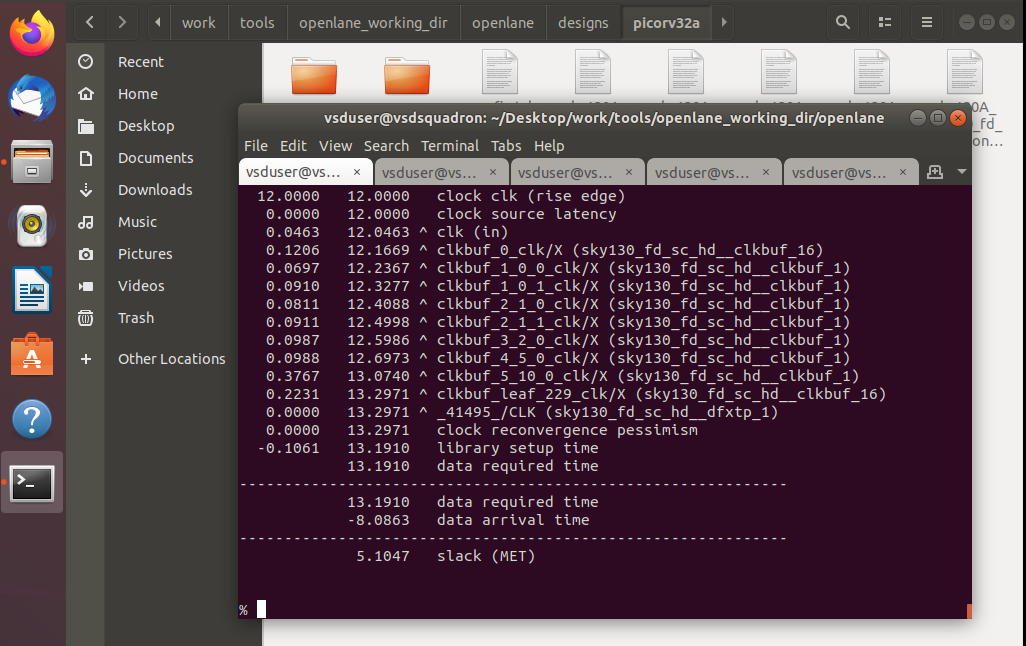 work tools openlane_working_dir openlane designs picorv32a
Recent
Home
Desktop
Documents
Downloads
Music
Pictures
Videos
Trash
Other Locations
vsduser@vsdsquadron: ~/Desktop/work/tools/openlane_working_dir/openlane
File Edit View Search Terminal Tabs Help
vsduser@vs... × vsduser@vs... × vsduser@vs... × vsduser@vs... × vsduser@vs... ×
12.0000 12.0000 clock clk (rise edge)
0.0000 12.0000 clock source latency
0.0463 12.0463 ^ clk (in)
0.1206 12.1669 ^ clkbuf_0_clk/X (sky130_fd_sc_hd__clkbuf_16)
0.0697 12.2367 ^ clkbuf_1_0_0_clk/X (sky130_fd_sc_hd__clkbuf_1)
0.0910 12.3277 ^ clkbuf_1_0_1_clk/X (sky130_fd_sc_hd__clkbuf_1)
0.0811 12.4088 ^ clkbuf_2_1_0_clk/X (sky130_fd_sc_hd__clkbuf_1)
0.0911 12.4998 ^ clkbuf_2_1_1_clk/X (sky130_fd_sc_hd__clkbuf_1)
0.0987 12.5986 ^ clkbuf_3_2_0_clk/X (sky130_fd_sc_hd__clkbuf_1)
0.0988 12.6973 ^ clkbuf_4_5_0_clk/X (sky130_fd_sc_hd__clkbuf_1)
0.3767 13.0740 ^ clkbuf_5_10_0_clk/X (sky130_fd_sc_hd__clkbuf_1)
0.2231 13.2971 ^ clkbuf_leaf_229_clk/X (sky130_fd_sc_hd__clkbuf_16)
0.0000 13.2971 ^ _41495_/CLK (sky130_fd_sc_hd__dfxtp_1)
0.0000 13.2971 clock reconvergence pessimism
-0.1061 13.1910 library setup time
13.1910 data required time
-------------------------------------------------------------
13.1910 data required time
-8.0863 data arrival time
-------------------------------------------------------------
5.1047 slack (MET)
%